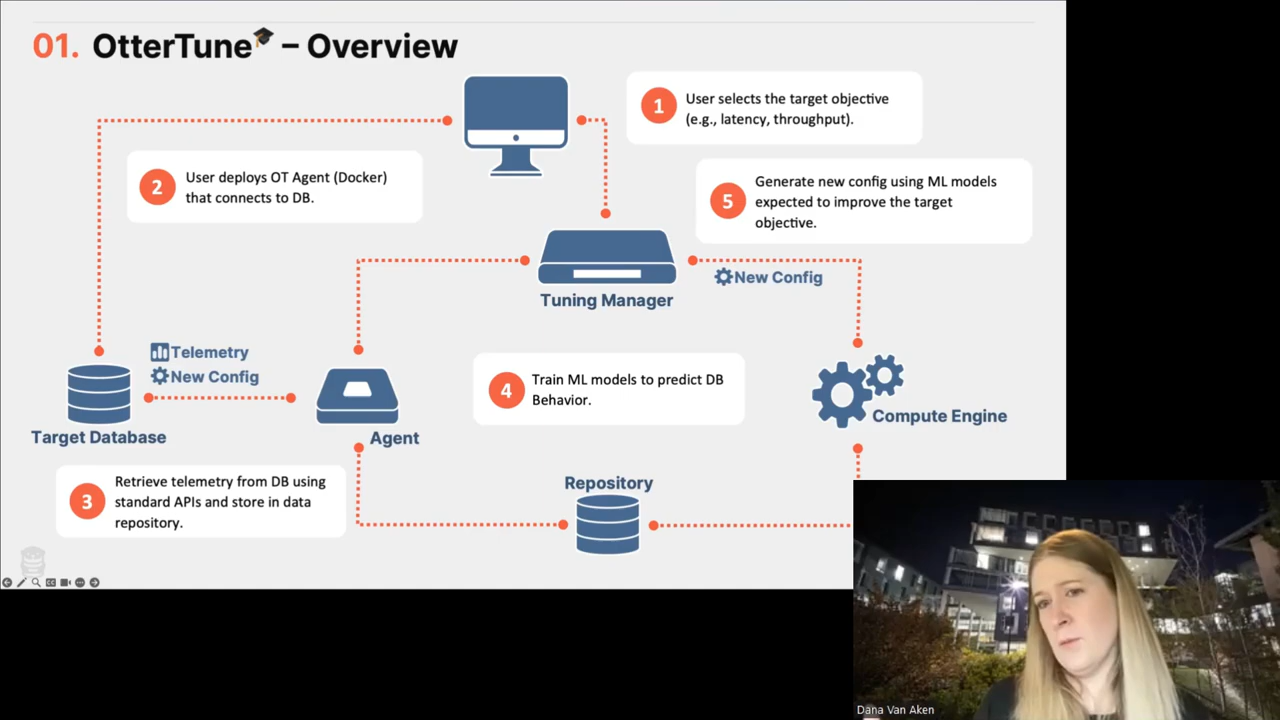 01. OtterTune – Overview
1
User selects the target objective
(e.g., latency, throughput).
2
User deploys OT Agent (Docker)
that connects to DB.
5
Generate new config using ML models
expected to improve the target
objective.
New Config
Tuning Manager
Telemetry
New Config
4
Train ML models to predict DB
Behavior.
Target Database
Agent
Compute Engine
3
Retrieve telemetry from DB using
standard APIs and store in data
repository.
Repository
Dana Van Aken